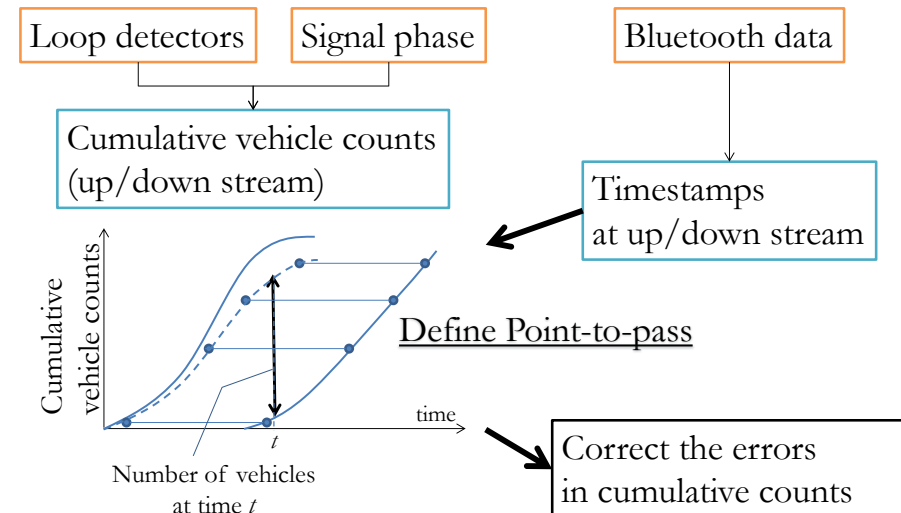 Loop detectors
Signal phase
Bluetooth data
Cumulative vehicle counts
(up/down stream)
Timestamps
at up/down stream
Cumulative
vehicle counts
Define Point-to-pass
time
t
Number of vehicles
at time t
Correct the errors
in cumulative counts